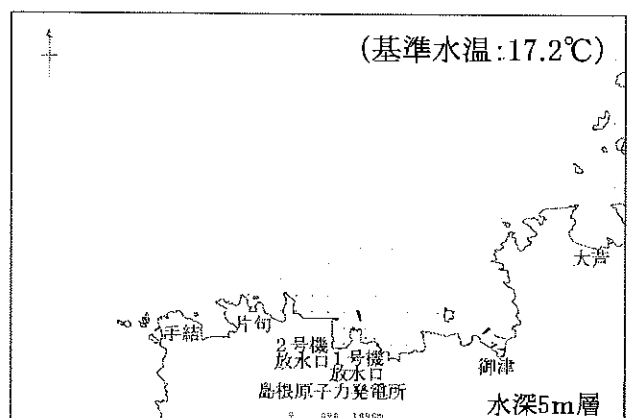 (基準水温:17.2℃)
大芦
手結
片句
2号機
放水口
1号機
放水口
御津
島根原子力発電所
水深5m層